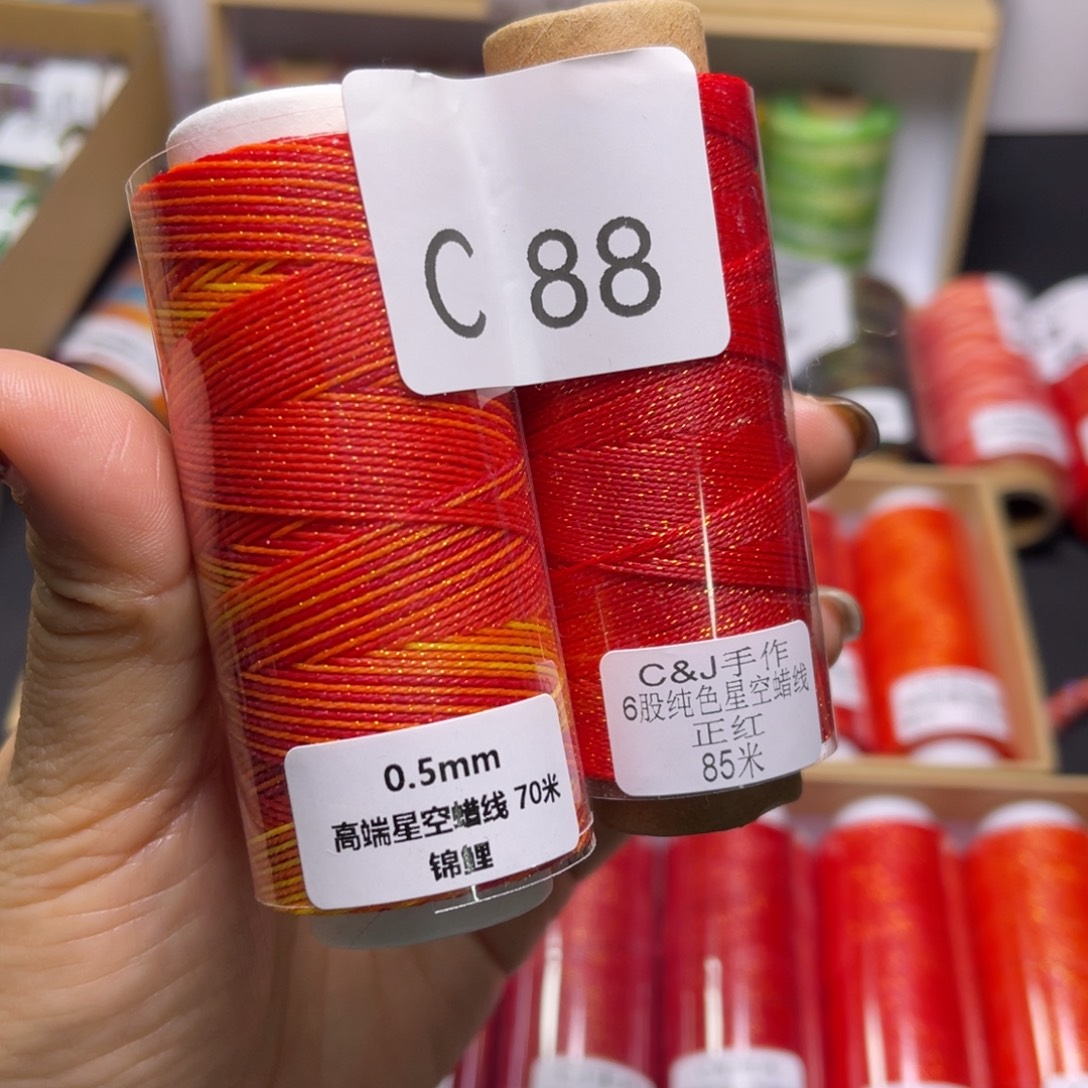 C 88
0.5mm
高端星空蜡线 70米
锦鲤
C&J手作
6股纯色星空蜡线
正红
85米